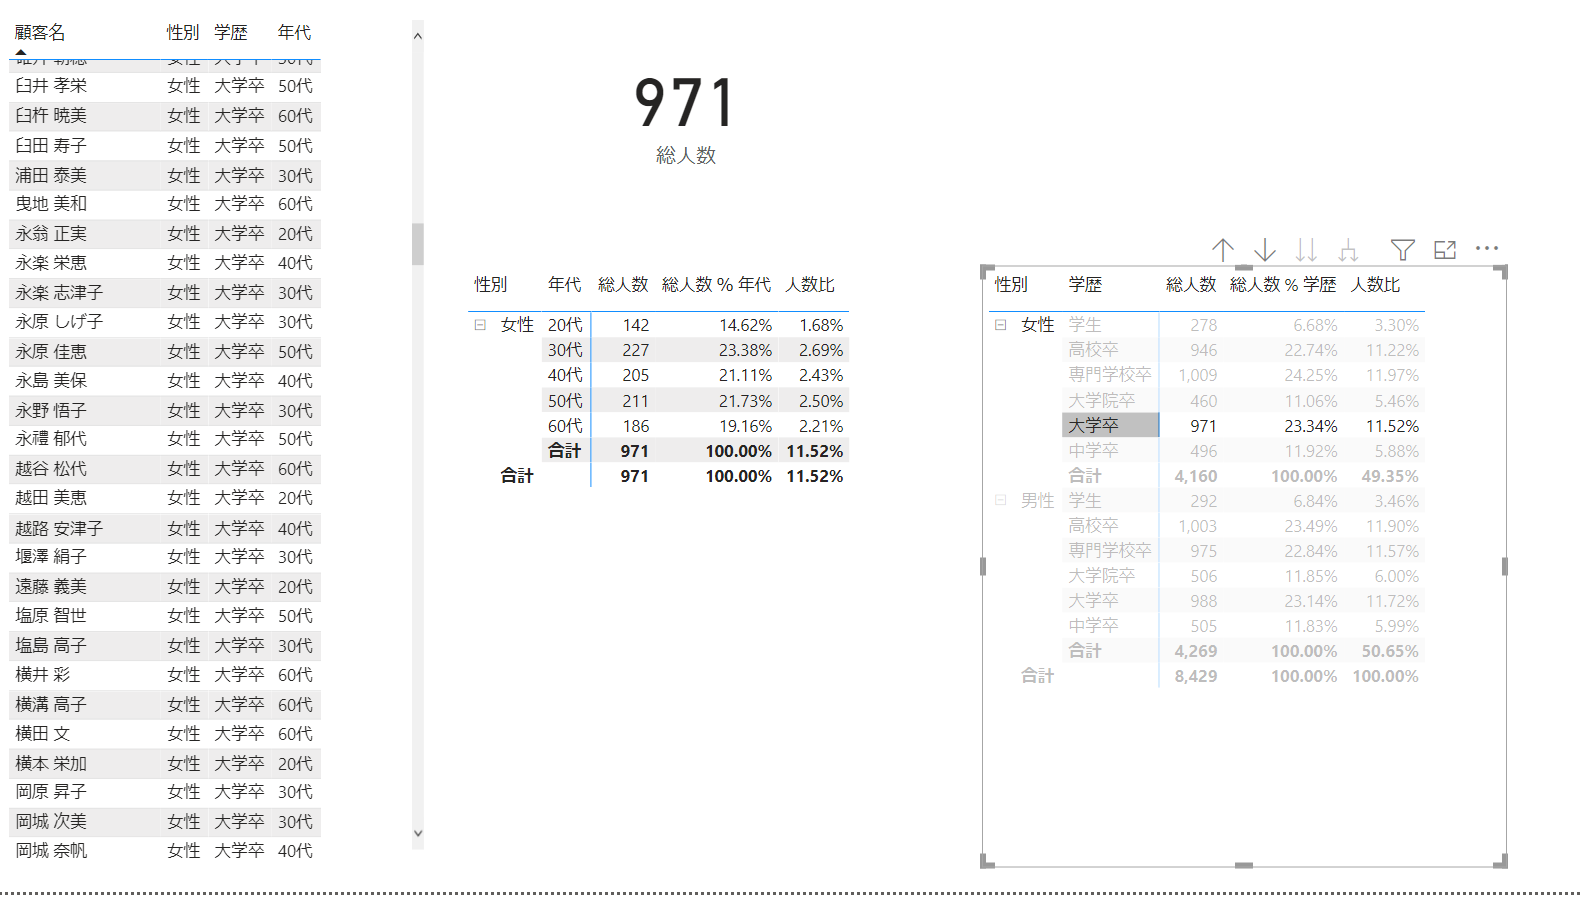 顧客名 性別 学歴 年代
臼井 孝栄 女性 大学卒 50代
臼杵 暁美 女性 大学卒 60代
臼田 寿子 女性 大学卒 50代
浦田 泰美 女性 大学卒 30代
曳地 美和 女性 大学卒 60代
永翁 正実 女性 大学卒 20代
永楽 栄恵 女性 大学卒 40代
永楽 志津子 女性 大学卒 30代
永原 しげ子 女性 大学卒 30代
永原 佳恵 女性 大学卒 50代
永島 美保 女性 大学卒 40代
永野 悟子 女性 大学卒 30代
永禮 郁代 女性 大学卒 50代
越谷 松代 女性 大学卒 60代
越田 美恵 女性 大学卒 20代
越路 安津子 女性 大学卒 40代
堰澤 絹子 女性 大学卒 30代
遠藤 義美 女性 大学卒 20代
塩原 智世 女性 大学卒 50代
塩島 高子 女性 大学卒 30代
横井 彩 女性 大学卒 60代
横溝 高子 女性 大学卒 60代
横田 文 女性 大学卒 60代
横本 栄加 女性 大学卒 20代
岡原 昇子 女性 大学卒 30代
岡城 次美 女性 大学卒 30代
岡城 奈帆 女性 大学卒 40代
971
総人数
性別 年代 総人数 総人数 % 年代 人数比
女性 20代 142 14.62% 1.68%
30代 227 23.38% 2.69%
40代 205 21.11% 2.43%
50代 211 21.73% 2.50%
60代 186 19.16% 2.21%
合計 971 100.00% 11.52%
合計 971 100.00% 11.52%
性別 学歴 総人数 総人数 % 学歴 人数比
女性 学生 278 6.68% 3.30%
高校卒 946 22.74% 11.22%
専門学校卒 1,009 24.25% 11.97%
大学院卒 460 11.06% 5.46%
大学卒 971 23.34% 11.52%
中学卒 496 11.92% 5.88%
合計 4,160 100.00% 49.35%
男性 学生 292 6.84% 3.46%
高校卒 1,003 23.49% 11.90%
専門学校卒 975 22.84% 11.57%
大学院卒 506 11.85% 6.00%
大学卒 988 23.14% 11.72%
中学卒 505 11.83% 5.99%
合計 4,269 100.00% 50.65%
合計 8,429 100.00% 100.00%